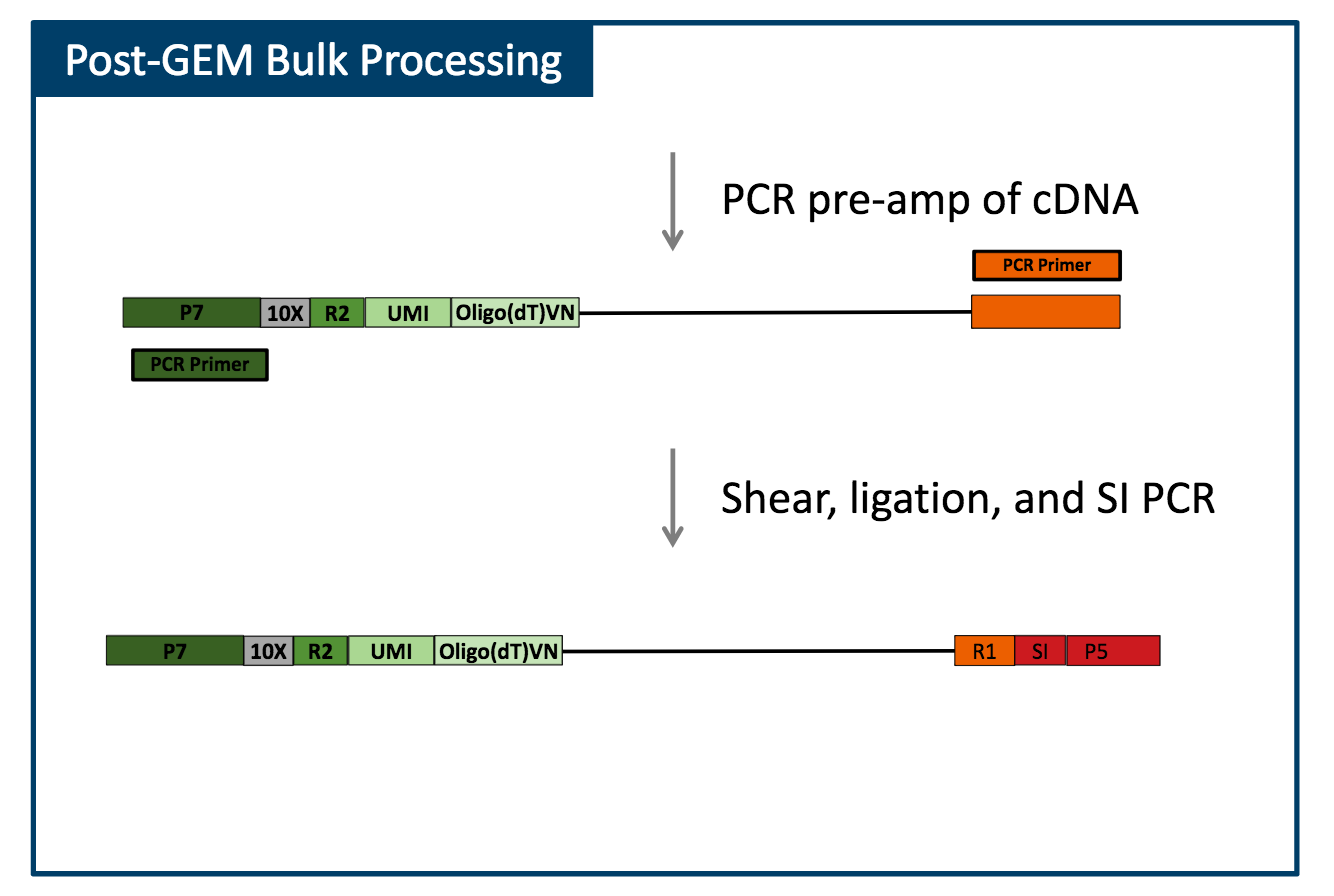 Post-GEM Bulk Processing
PCR pre-amp of cDNA
PCR Primer
P7 10X R2 UMI Oligo(dT)VN
PCR Primer
Shear, ligation, and SI PCR
P7 10X R2 UMI Oligo(dT)VN R1 SI P5